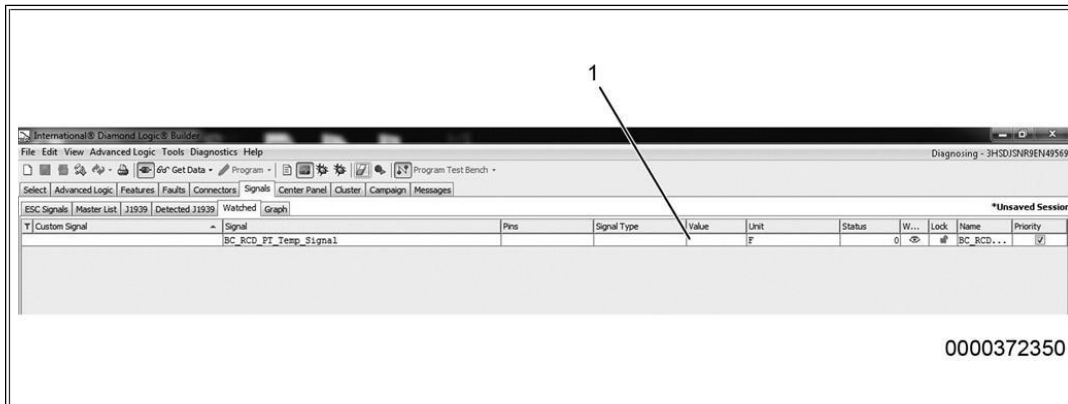 1
International® Diamond Logic® Builder
File Edit View Advanced Logic Tools Diagnostics Help
Diagnosing - 3HSDJSNR9EN49569
Get Data Program Program Test Bench
Select Advanced Logic Features Faults Connectors Signals Center Panel Cluster Campaign Messages
ESC Signals Master List J1939 Detected J1939 Watched Graph
*Unsaved Session
T Custom Signal Signal Pins Signal Type Value Unit Status W... Lock Name Priority
BC_RCD_PT_Temp_Signal F 0 BC_RCD...
0000372350